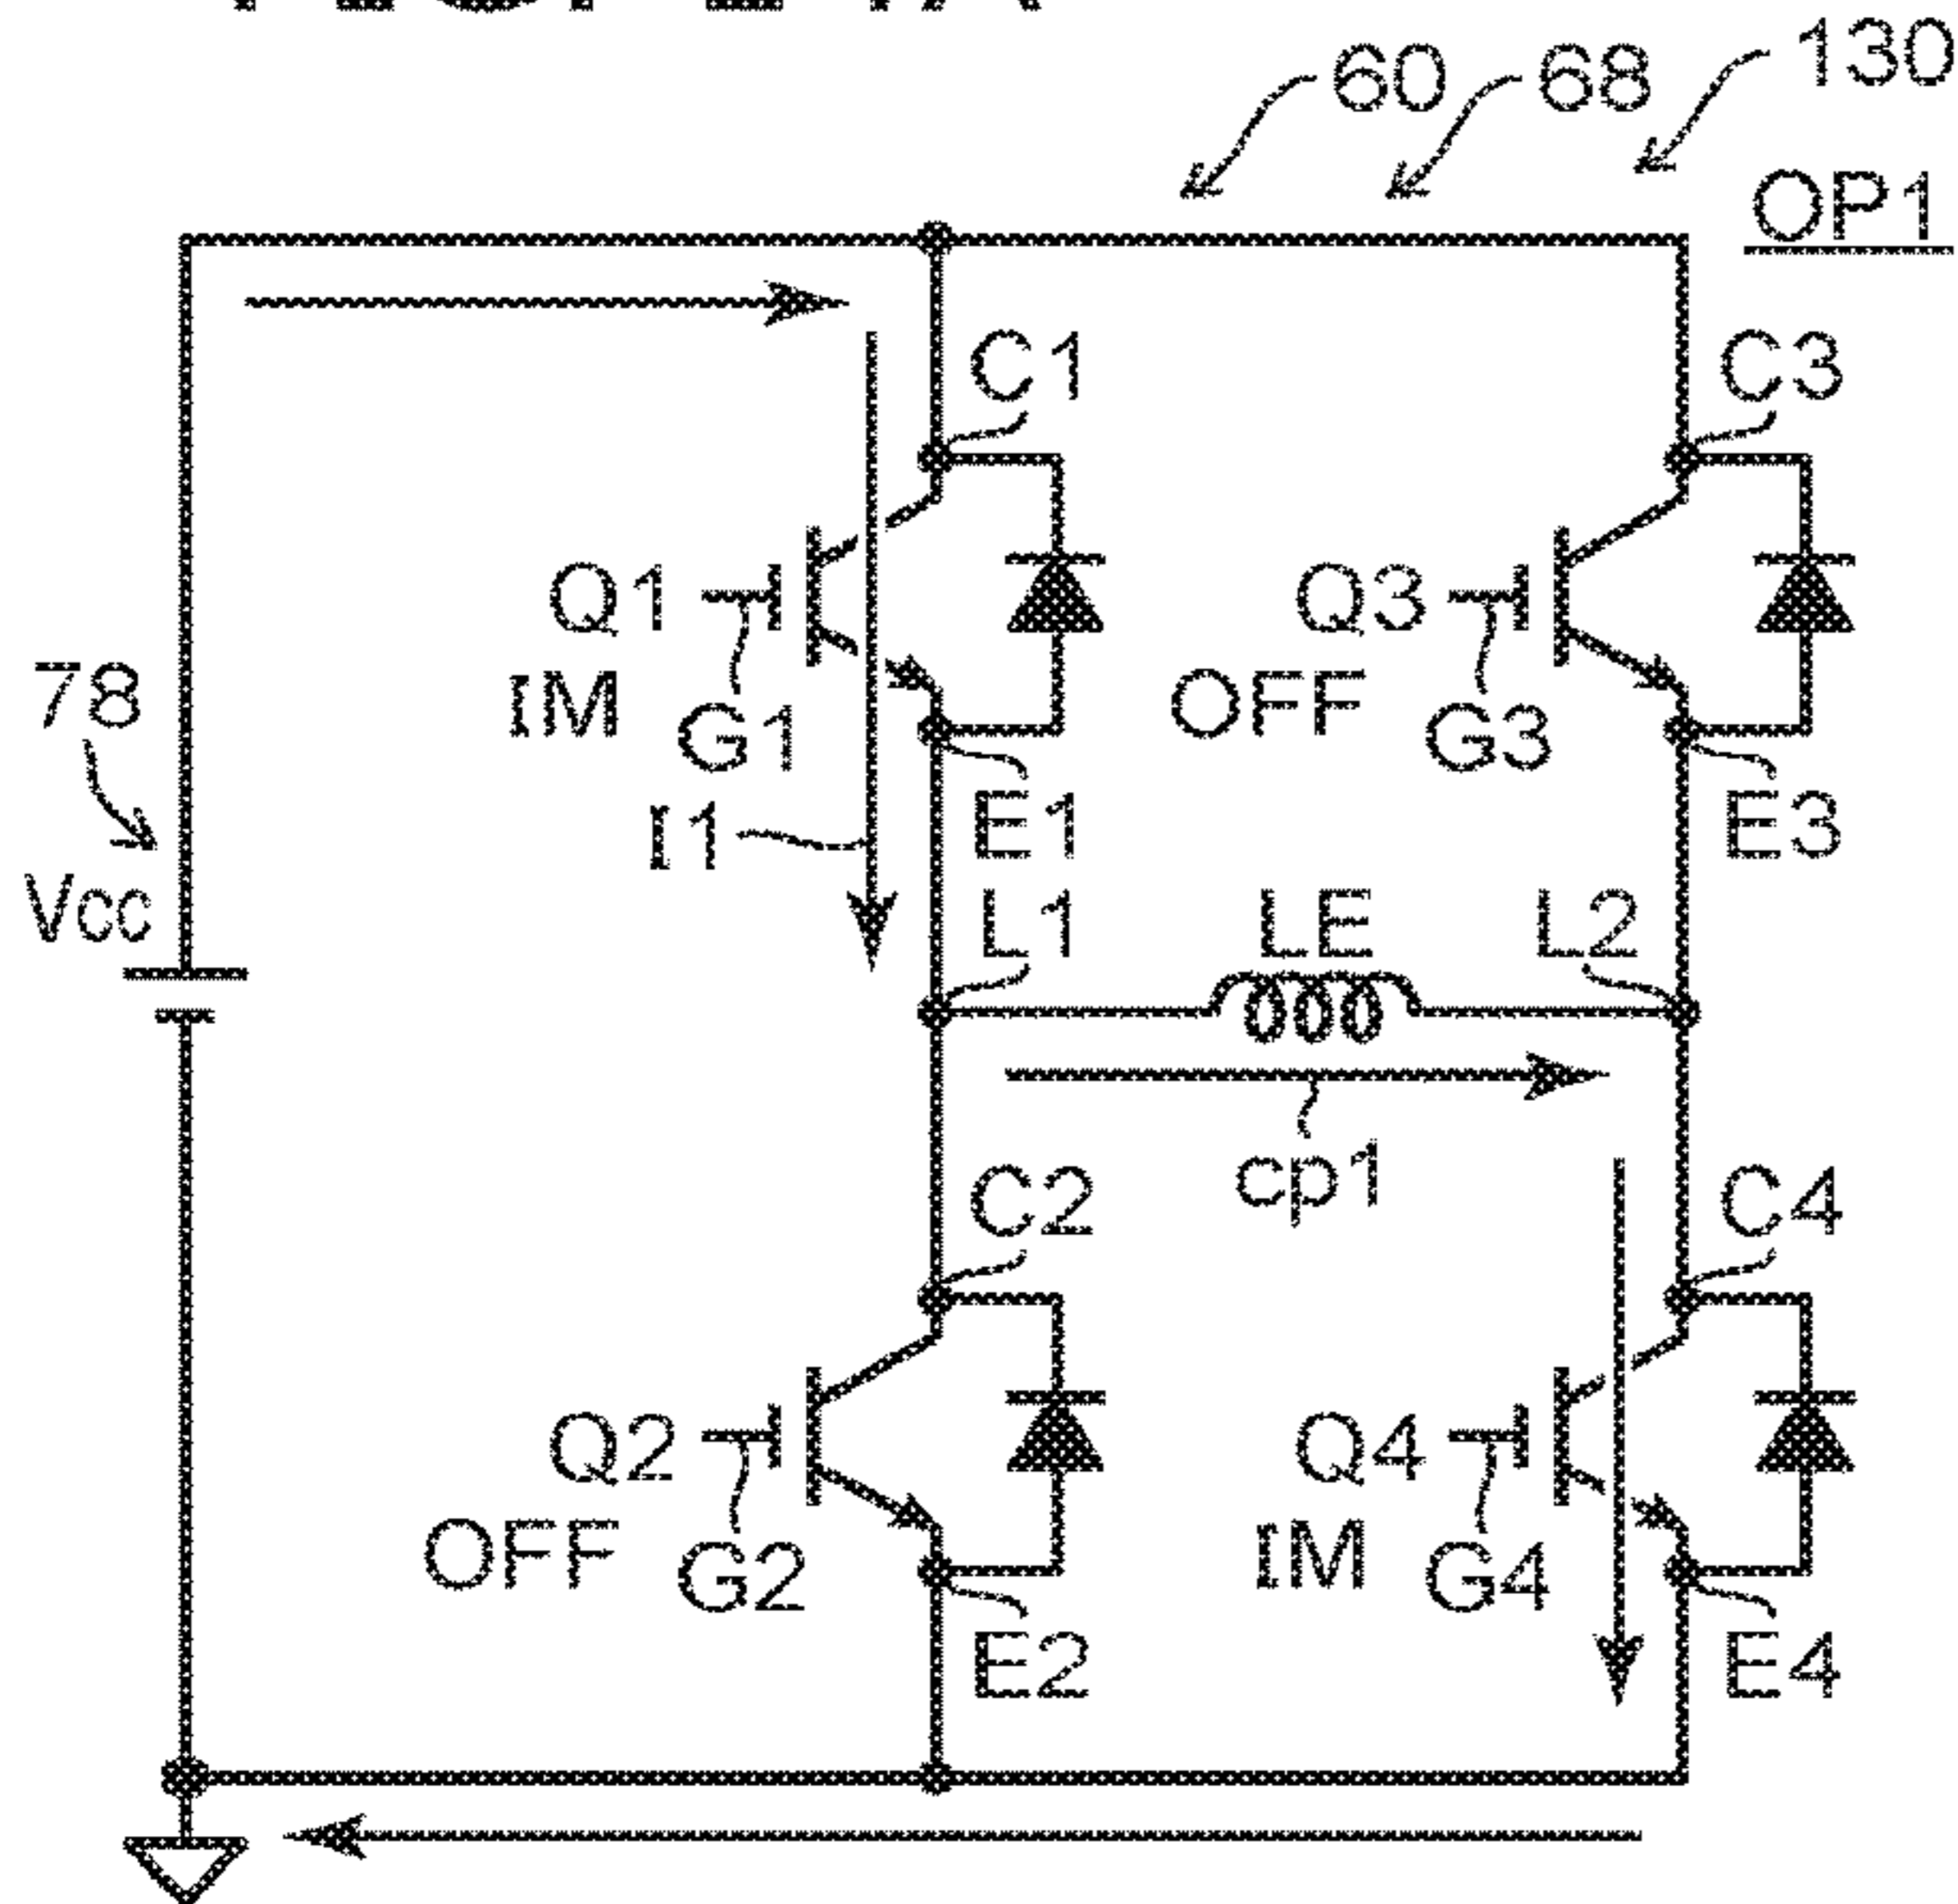 60 68 130
OP1
C1 C3
Q1 Q3
IM G1 OFF G3
78
I1 E1 E3
Vcc L1 LE L2
cp1
C2 C4
Q2 Q4
OFF G2 IM G4
E2 E4